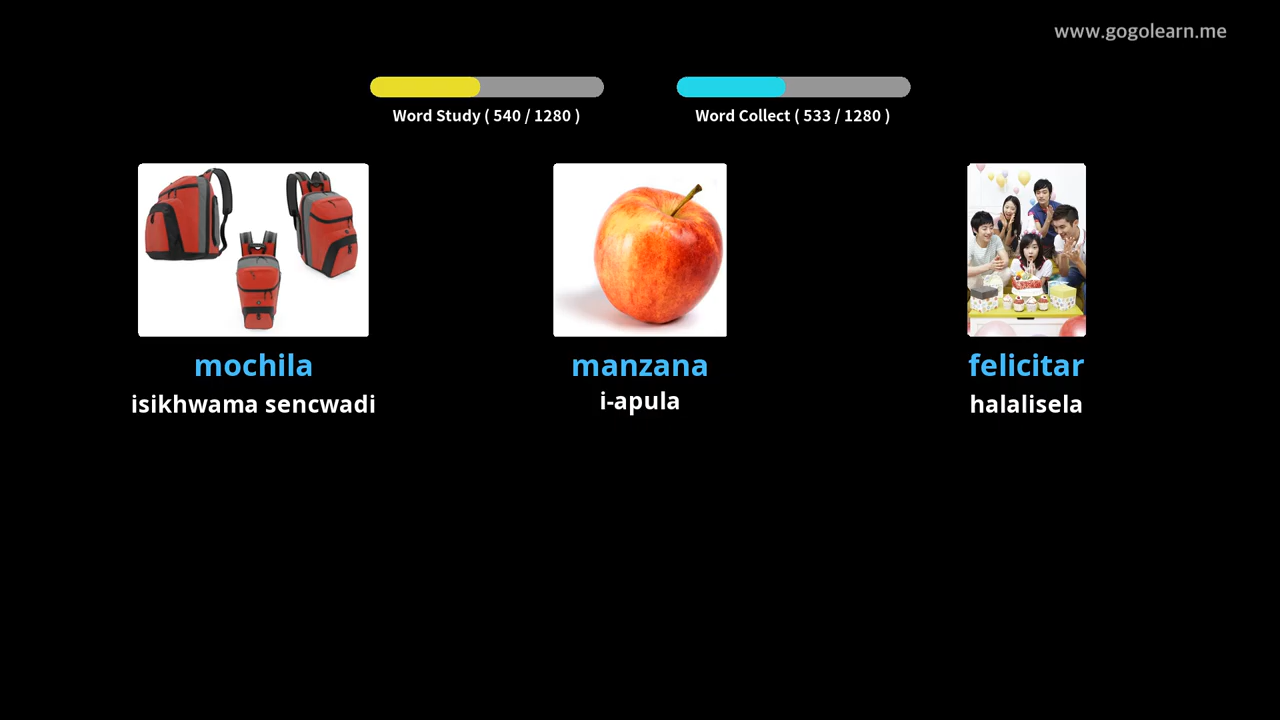 www.gogolearn.me
Word Study ( 540 / 1280 )
Word Collect ( 533 / 1280 )
mochila
isikhwama sencwadi
manzana
i-apula
felicitar
halalisela